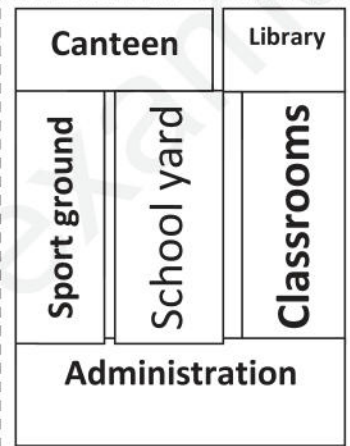 Canteen
Library
Sport ground
School yard
Classrooms
Administration